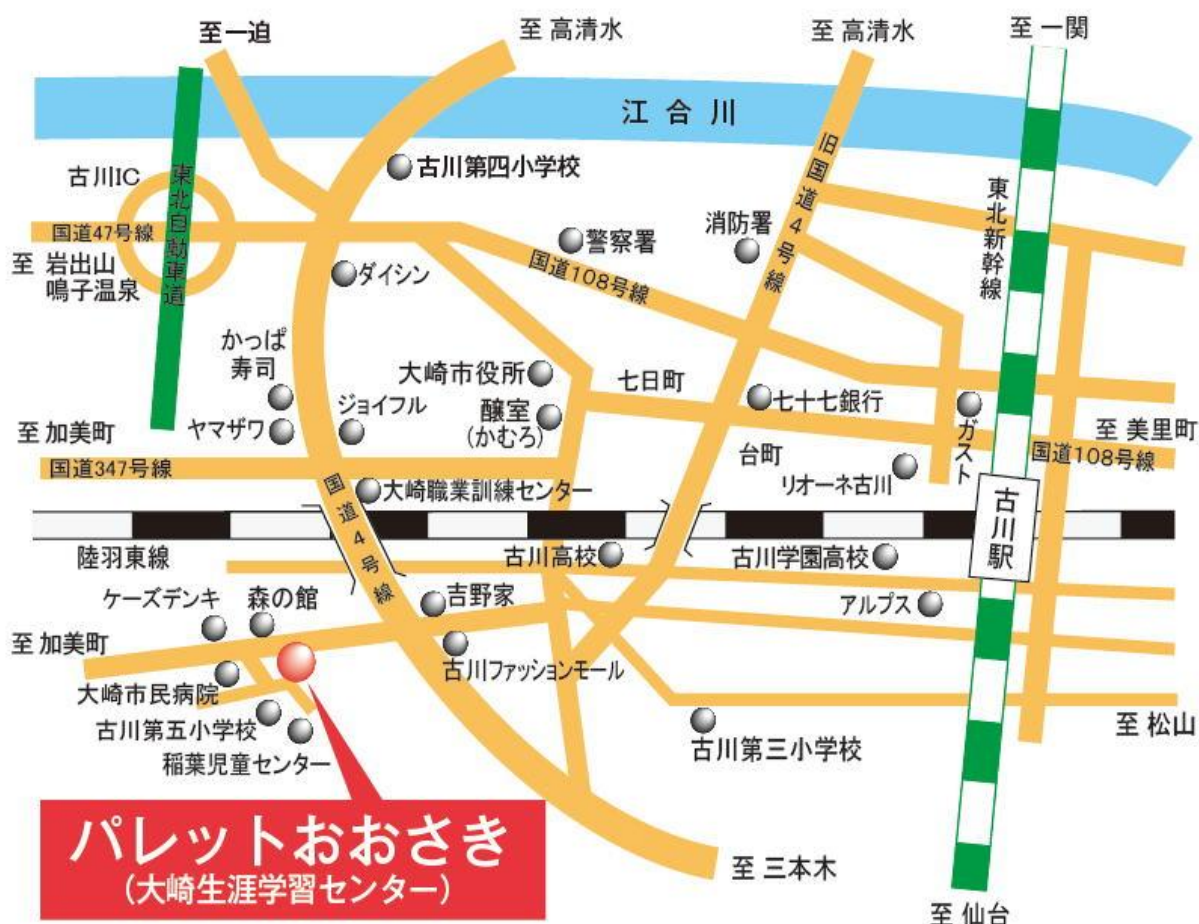 至一迫
至 高清水
至 高清水
至 一関
江合川
古川第四小学校
旧国道4号線
古川IC
東北自動車道
東北新幹線
消防署
警察署
国道47号線
国道108号線
至 岩出山
鳴子温泉
ダイシン
かっぱ
寿司
大崎市役所
七日町
七十七銀行
ジョイフル
醸室
(かむろ)
ヤマザワ
至 加美町
ガスト
至 美里町
台町
国道108号線
国道347号線
リオーネ古川
国道4号線
大崎職業訓練センター
古川駅
陸羽東線
古川高校
古川学園高校
ケーズデンキ
森の館
吉野家
アルプス
至 加美町
古川ファッションモール
大崎市民病院
古川第五小学校
至 松山
古川第三小学校
稲葉児童センター
パレットおおさき
(大崎生涯学習センター)
至 三本木
至 仙台